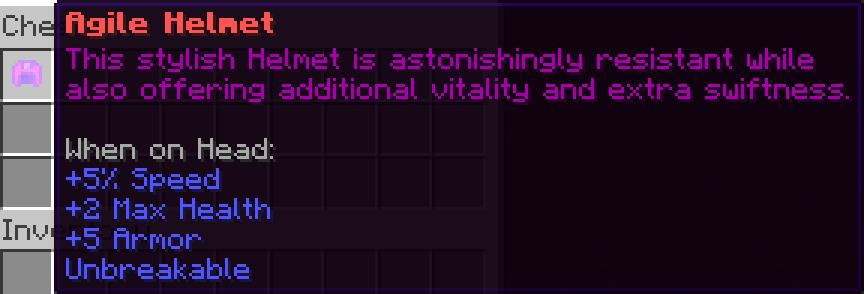 Agile Helmet
This stylish Helmet is astonishingly resistant while
also offering additional vitality and extra swiftness.
When on Head:
+5% Speed
+2 Max Health
+5 Armor
Unbreakable